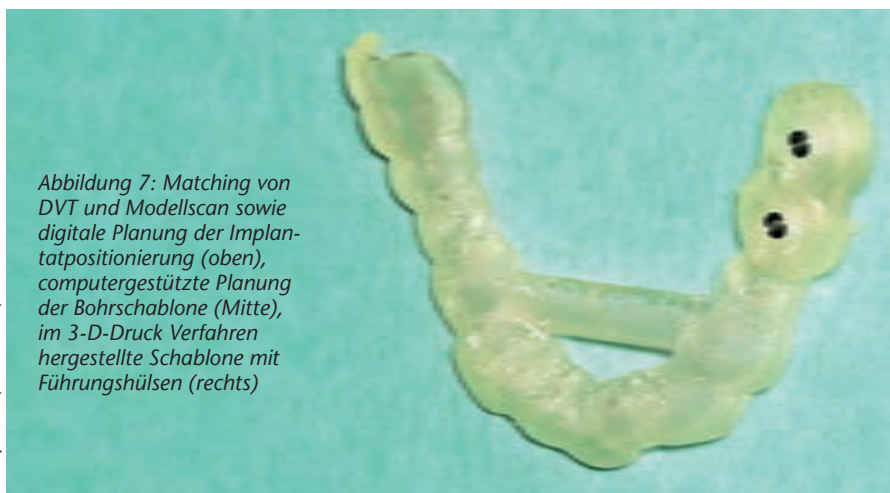 Abbildung 7: Matching von
DVT und Modellscan sowie
digitale Planung der Implan-
tatpositionierung (oben),
computergestützte Planung
der Bohrschablone (Mitte),
im 3-D-Druck Verfahren
hergestellte Schablone mit
Führungshülsen (rechts)